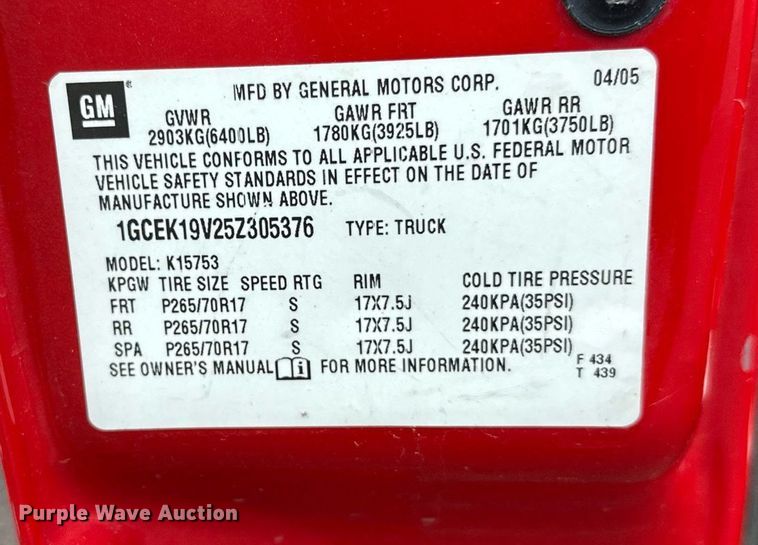 GM® MFD BY GENERAL MOTORS CORP. 04/05
GVWR GAWR FRT GAWR RR
2903KG(6400LB) 1780KG(3925LB) 1701KG(3750LB)
THIS VEHICLE CONFORMS TO ALL APPLICABLE U.S. FEDERAL MOTOR
VEHICLE SAFETY STANDARDS IN EFFECT ON THE DATE OF
MANUFACTURE SHOWN ABOVE.
1GCEK19V25Z305376 TYPE: TRUCK
MODEL: K15753
KPGW TIRE SIZE SPEED RTG RIM COLD TIRE PRESSURE
FRT P265/70R17 S 17X7.5J 240KPA(35PSI)
RR P265/70R17 S 17X7.5J 240KPA(35PSI)
SPA P265/70R17 S 17X7.5J 240KPA(35PSI)
SEE OWNER'S MANUAL i FOR MORE INFORMATION. F 434
T 439
Purple Wave Auction